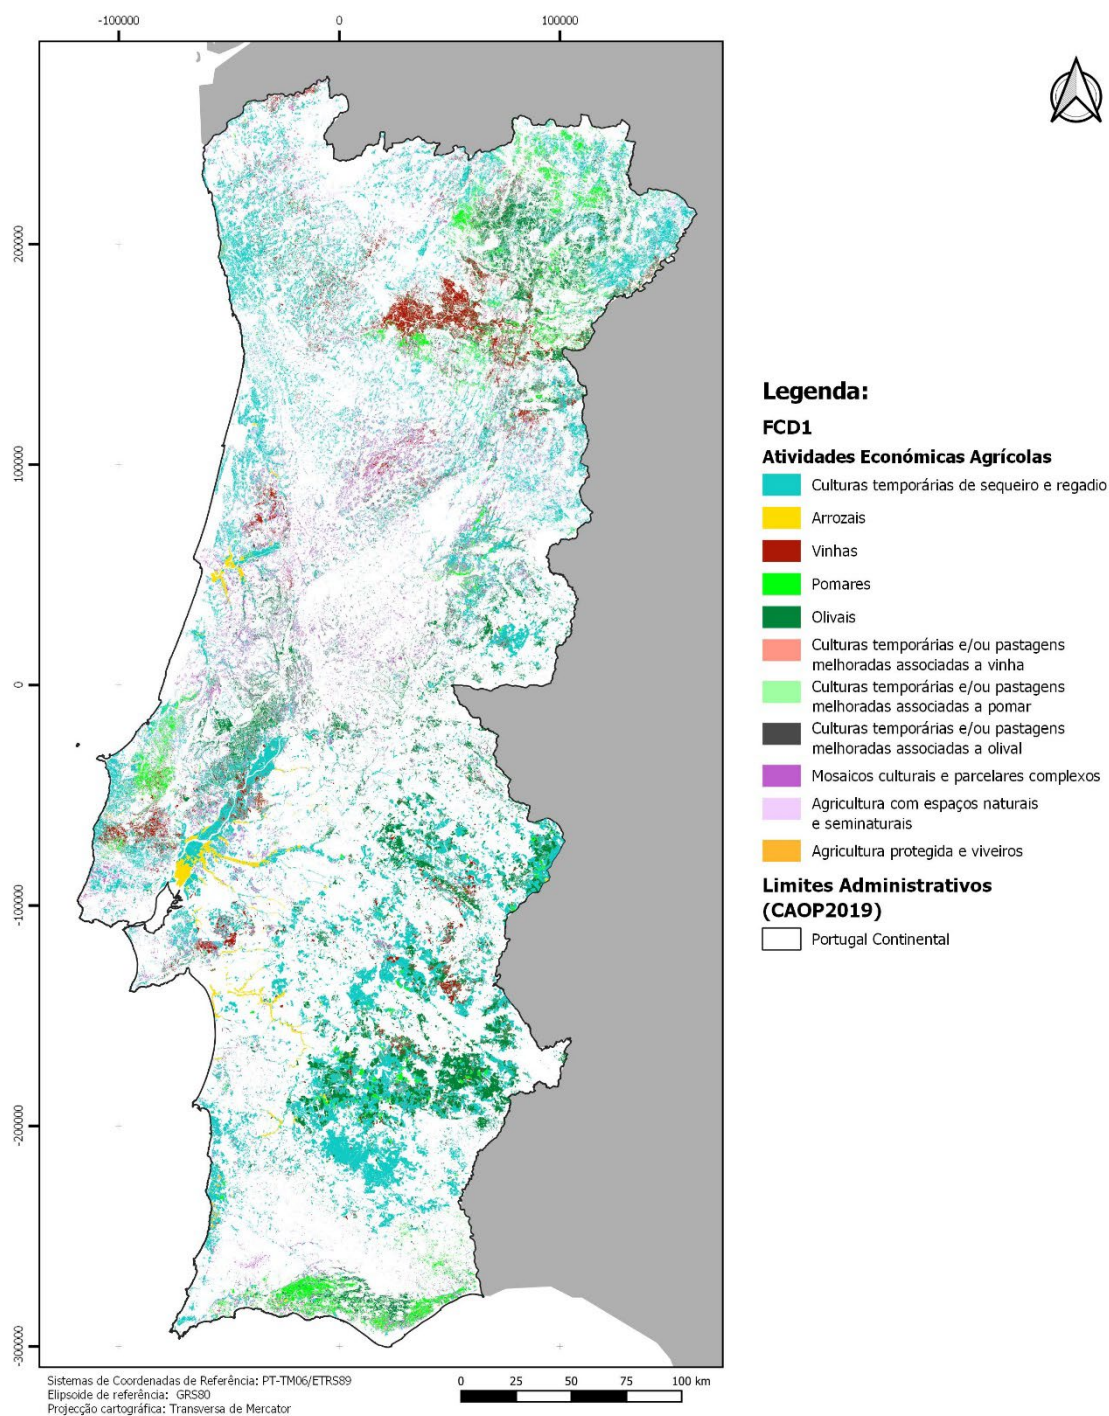 -100000
0
100000
200000
100000
0
-100000
-200000
-300000
Legenda:
FCD1
Atividades Económicas Agrícolas
Culturas temporárias de sequeiro e regadio
Arrozais
Vinhas
Pomares
Olivais
Culturas temporárias e/ou pastagens
melhoradas associadas a vinha
Culturas temporárias e/ou pastagens
melhoradas associadas a pomar
Culturas temporárias e/ou pastagens
melhoradas associadas a olival
Mosaicos culturais e parcelares complexos
Agricultura com espaços naturais
e seminaturais
Agricultura protegida e viveiros
Limites Administrativos
(CAOP2019)
Portugal Continental
Sistemas de Coordenadas de Referência: PT-TM06/ETRS89
Elipsoide de referência: GRS80
Projecção cartográfica: Transversa de Mercator
0 25 50 75 100 km